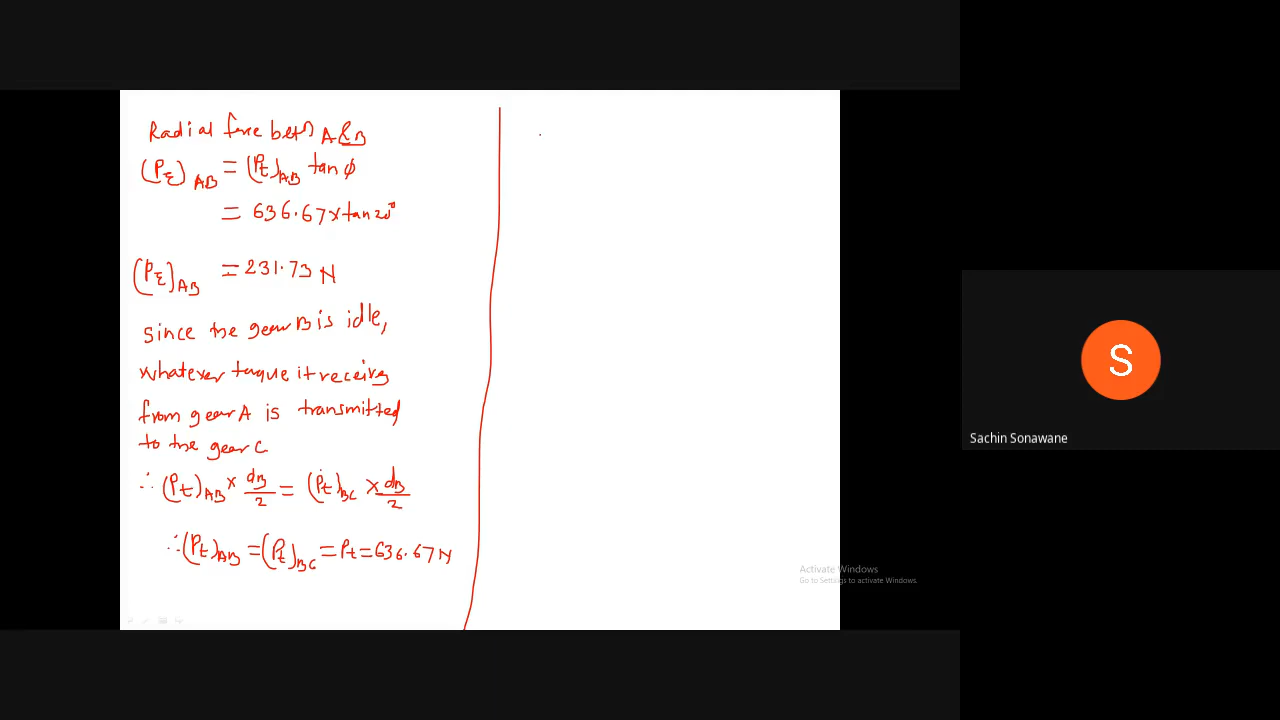 Radial force betn A & B
(Pr)AB = (Pt)AB tan φ
= 636.67 x tan 20°
(Pr)AB = 231.73 N
Since the gear B is idle,
whatever torque it receives
from gear A is transmitted
to the gear C
∴ (Pt)AB x dB/2 = (Pt)BC x dB/2
∴ (Pt)AB = (Pt)BC = Pt = 636.67 N
Activate Windows
Go to Settings to activate Windows.
S
Sachin Sonawane